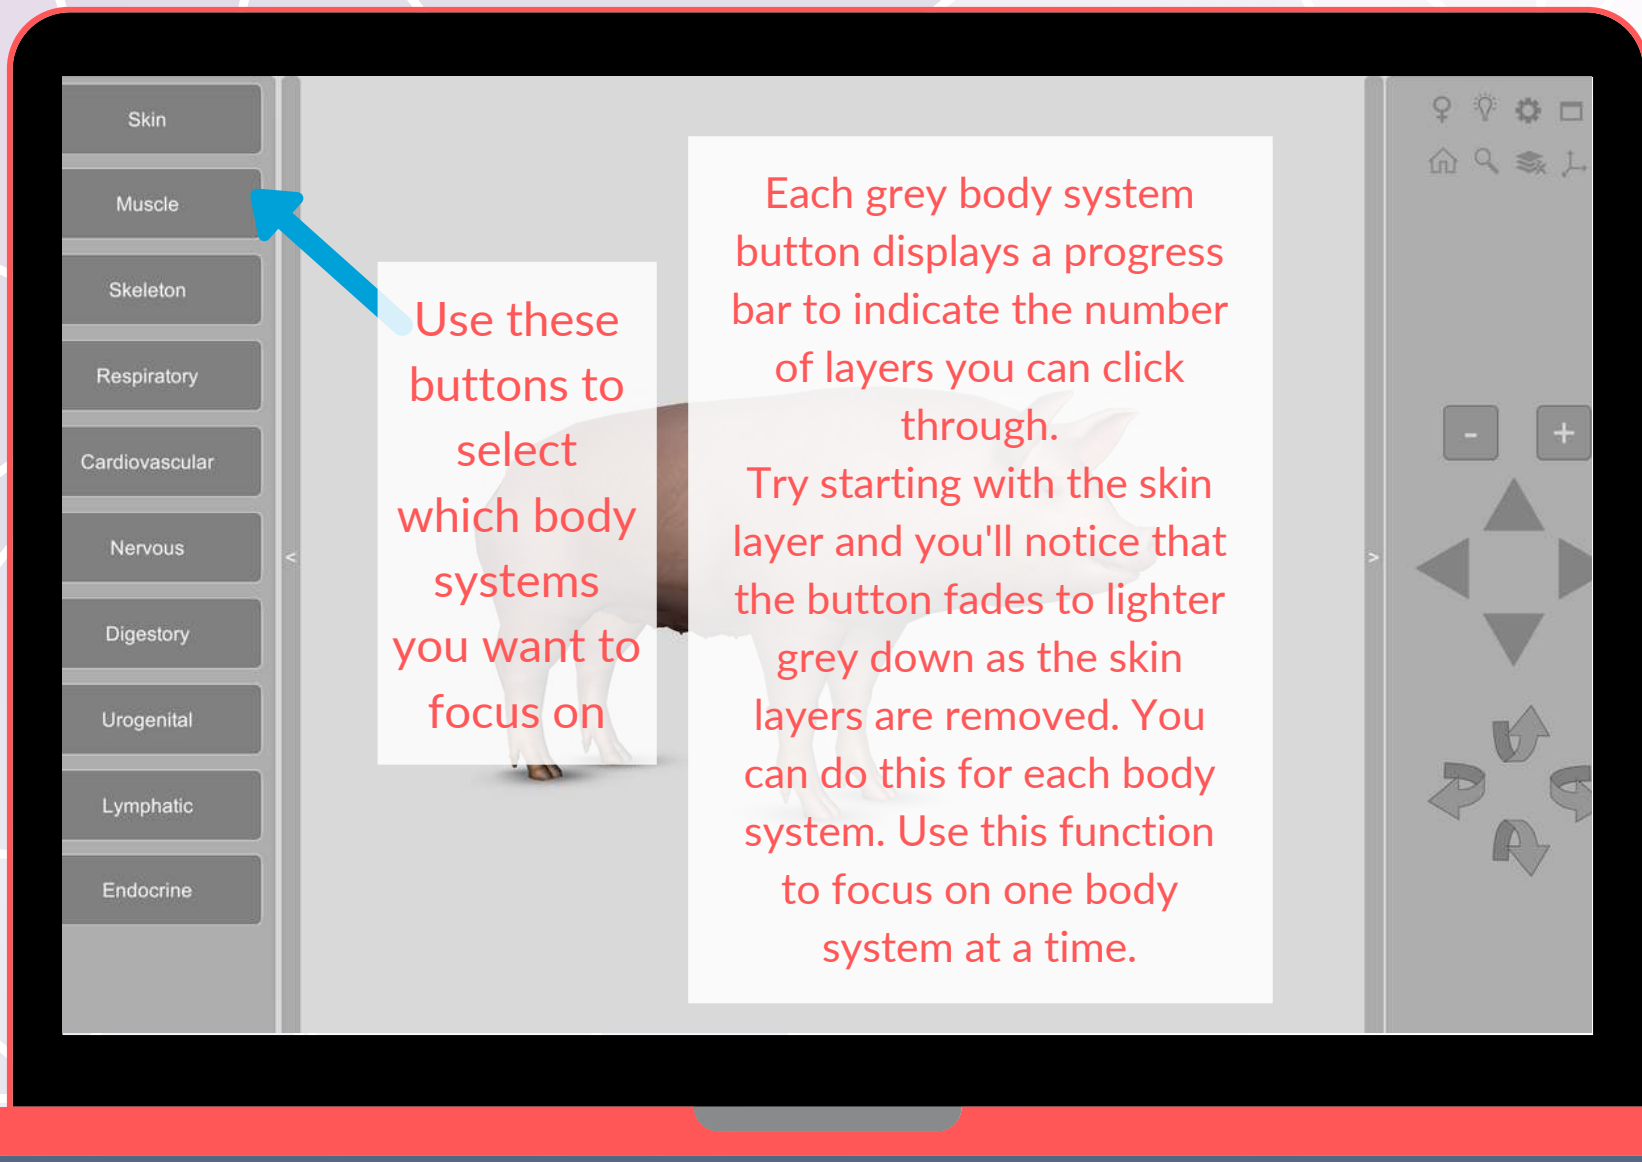 Skin
Muscle
Skeleton
Respiratory
Cardiovascular
Nervous
Digestory
Urogenital
Lymphatic
Endocrine
<
Use these
buttons to
select
which body
systems
you want to
focus on
Each grey body system
button displays a progress
bar to indicate the number
of layers you can click
through.
Try starting with the skin
layer and you'll notice that
the button fades to lighter
grey down as the skin
layers are removed. You
can do this for each body
system. Use this function
to focus on one body
system at a time.
>
- +